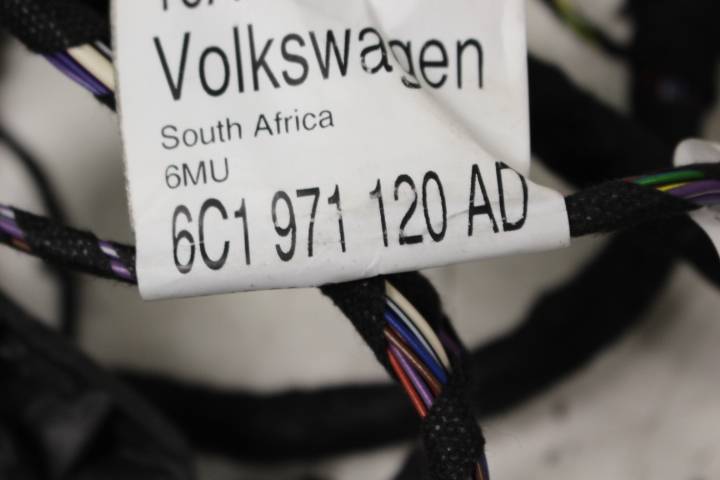 Volkswagen
South Africa
6MU
6C1 971 120 AD